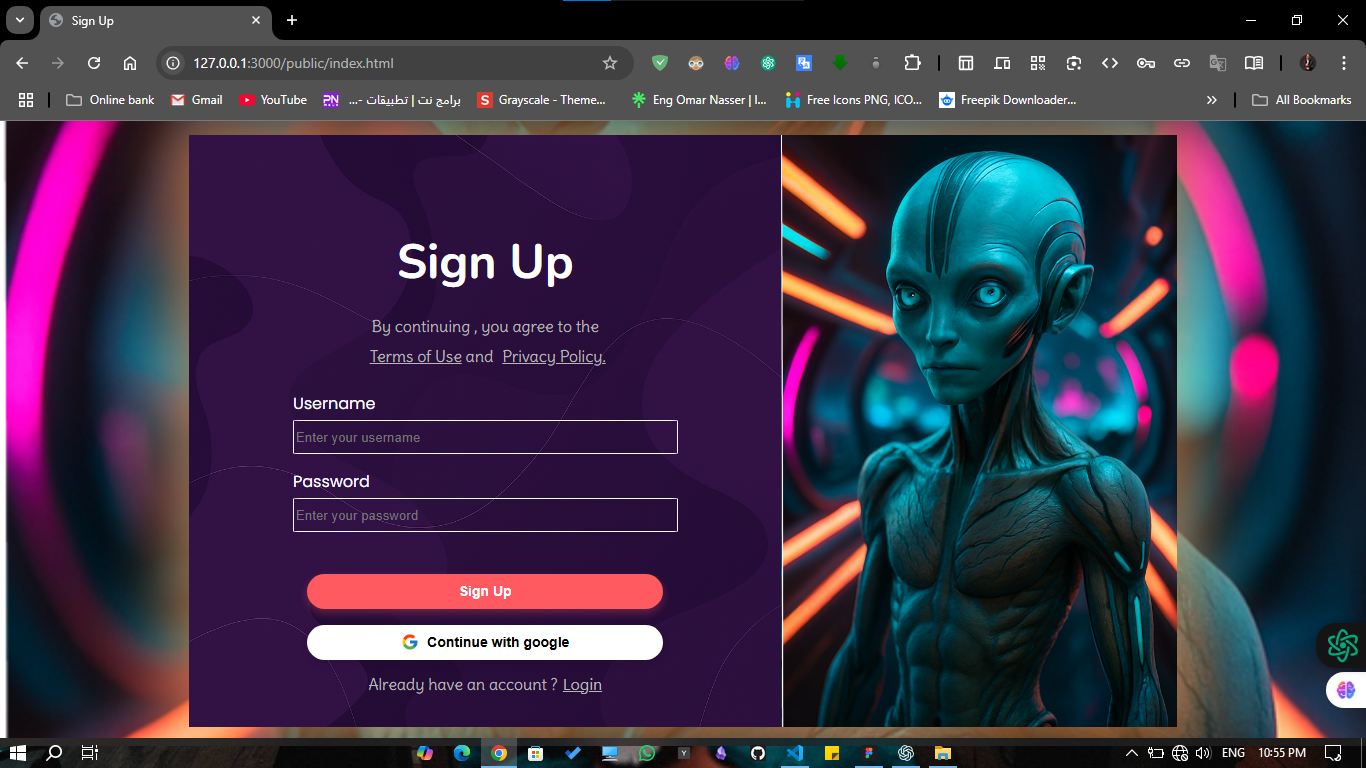 Sign Up
127.0.0.1:3000/public/index.html
Online bank
Gmail
YouTube
برامج نت | تطبيقات -...
Grayscale - Theme...
Eng Omar Nasser | I...
Free Icons PNG, ICO...
Freepik Downloader...
All Bookmarks
Sign Up
By continuing , you agree to the
Terms of Use and Privacy Policy.
Username
Enter your username
Password
Enter your password
Sign Up
Continue with google
Already have an account ? Login
ENG
10:55 PM